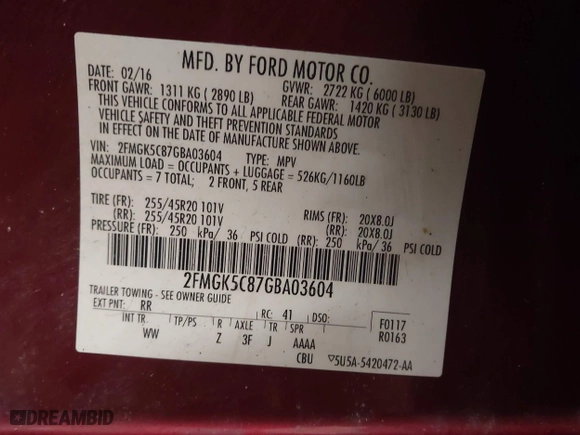 MFD. BY FORD MOTOR CO.
DATE: 02/16
GVWR: 2722 KG ( 6000 LB)
FRONT GAWR: 1311 KG ( 2890 LB)
REAR GAWR: 1420 KG ( 3130 LB)
THIS VEHICLE CONFORMS TO ALL APPLICABLE FEDERAL MOTOR
VEHICLE SAFETY AND THEFT PREVENTION STANDARDS
IN EFFECT ON THE DATE OF MANUFACTURE SHOWN ABOVE.
VIN: 2FMGK5C87GBA03604 TYPE: MPV
MAXIMUM LOAD = OCCUPANTS + LUGGAGE = 526KG/1160LB
OCCUPANTS = 7 TOTAL; 2 FRONT, 5 REAR
TIRE (FR): 255/45R20 101V RIMS (FR): 20X8.0J
(RR): 255/45R20 101V (RR): 20X8.0J
PRESSURE (FR): 250 kPa/ 36 PSI COLD (RR): 250 kPa/ 36 PSI COLD
2FMGK5C87GBA03604
TRAILER TOWING - SEE OWNER GUIDE
EXT PNT: RR RC: 41 DSO: F0117
INT TR. TP/PS R AXLE TR SPR R0163
WW Z 3F J AAAA
CBU 5U5A-5420472-AA
DREAMBID